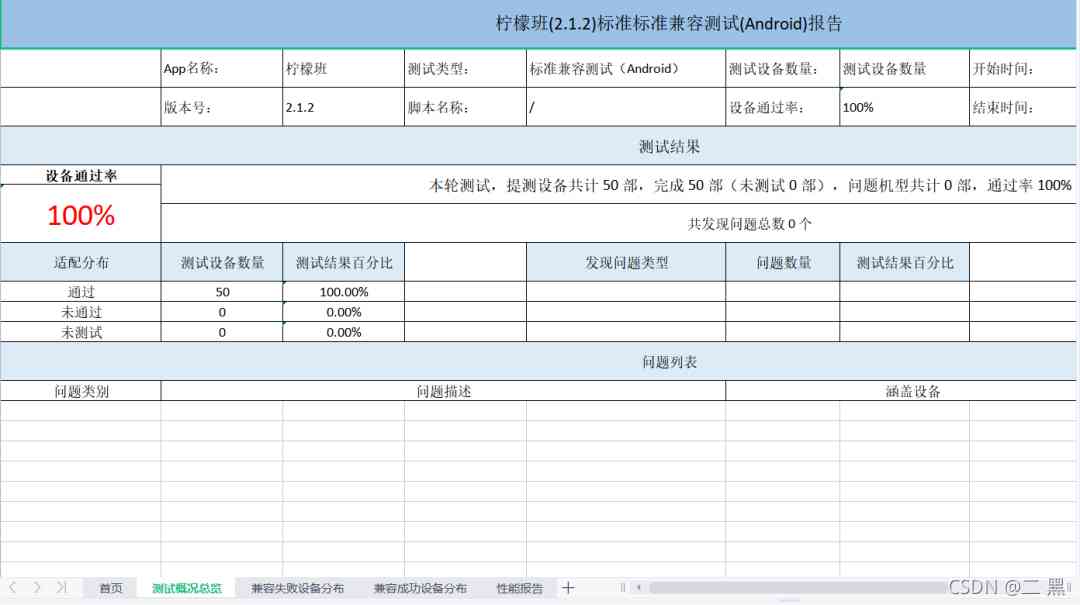 柠檬班(2.1.2)标准标准兼容测试(Android)报告
App名称： 柠檬班 测试类型： 标准兼容测试（Android） 测试设备数量： 测试设备数量 开始时间：
版本号： 2.1.2 脚本名称： / 设备通过率： 100% 结束时间：
测试结果
设备通过率
本轮测试，提测设备共计 50 部，完成 50 部（未测试 0 部），问题机型共计 0 部，通过率 100%
100%
共发现问题总数 0 个
适配分布 测试设备数量 测试结果百分比 发现问题类型 问题数量 测试结果百分比
通过 50 100.00%
未通过 0 0.00%
未测试 0 0.00%
问题列表
问题类别 问题描述 涵盖设备
首页 测试概况总览 兼容失败设备分布 兼容成功设备分布 性能报告
CSDN @二 黑